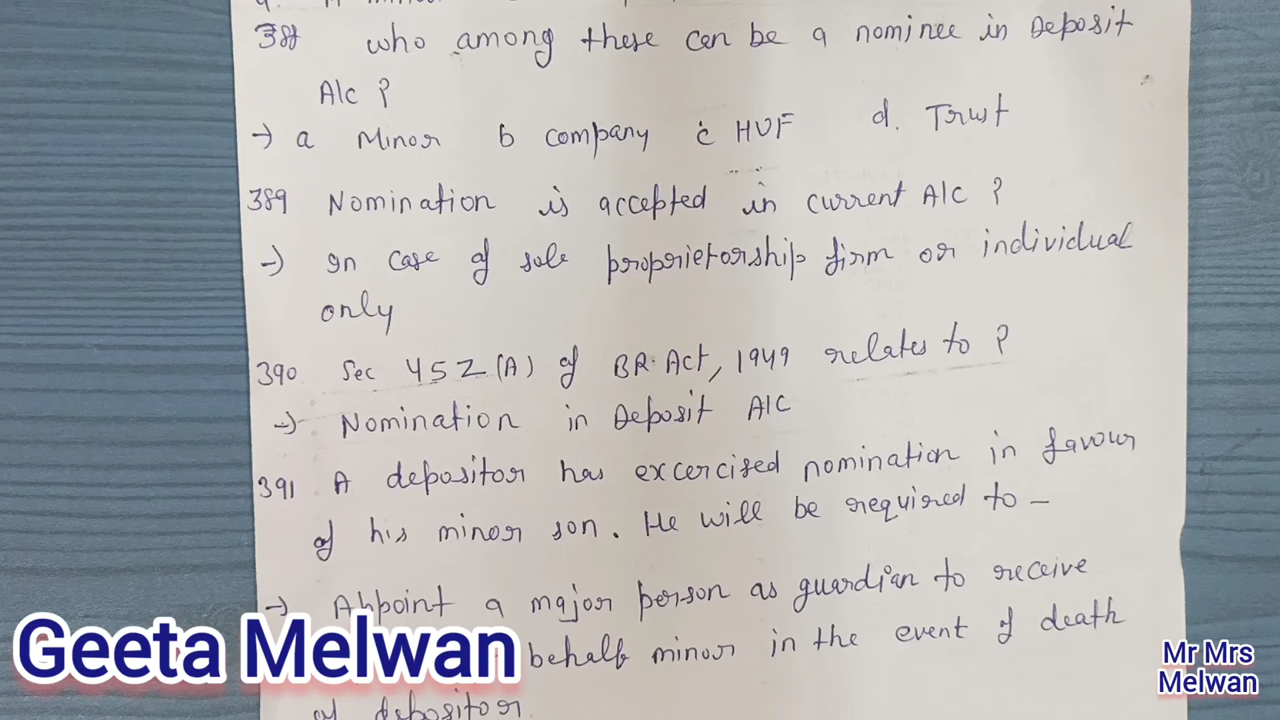 388 who among these can be a nominee in Deposit
A/c ?
→ a Minor b company c HUF d. Trust
389 Nomination is accepted in current A/c ?
→ In case of sole proprietorship firm or individual
only
390 Sec 45Z(A) of BR. Act, 1949 relates to ?
→ Nomination in Deposit A/C
391 A depositor has excercised nomination in favour
of his minor son. He will be required to -
→ Appoint a major person as guardian to receive
behalf minor in the event of death
of depositor.
Geeta Melwan
Mr Mrs
Melwan